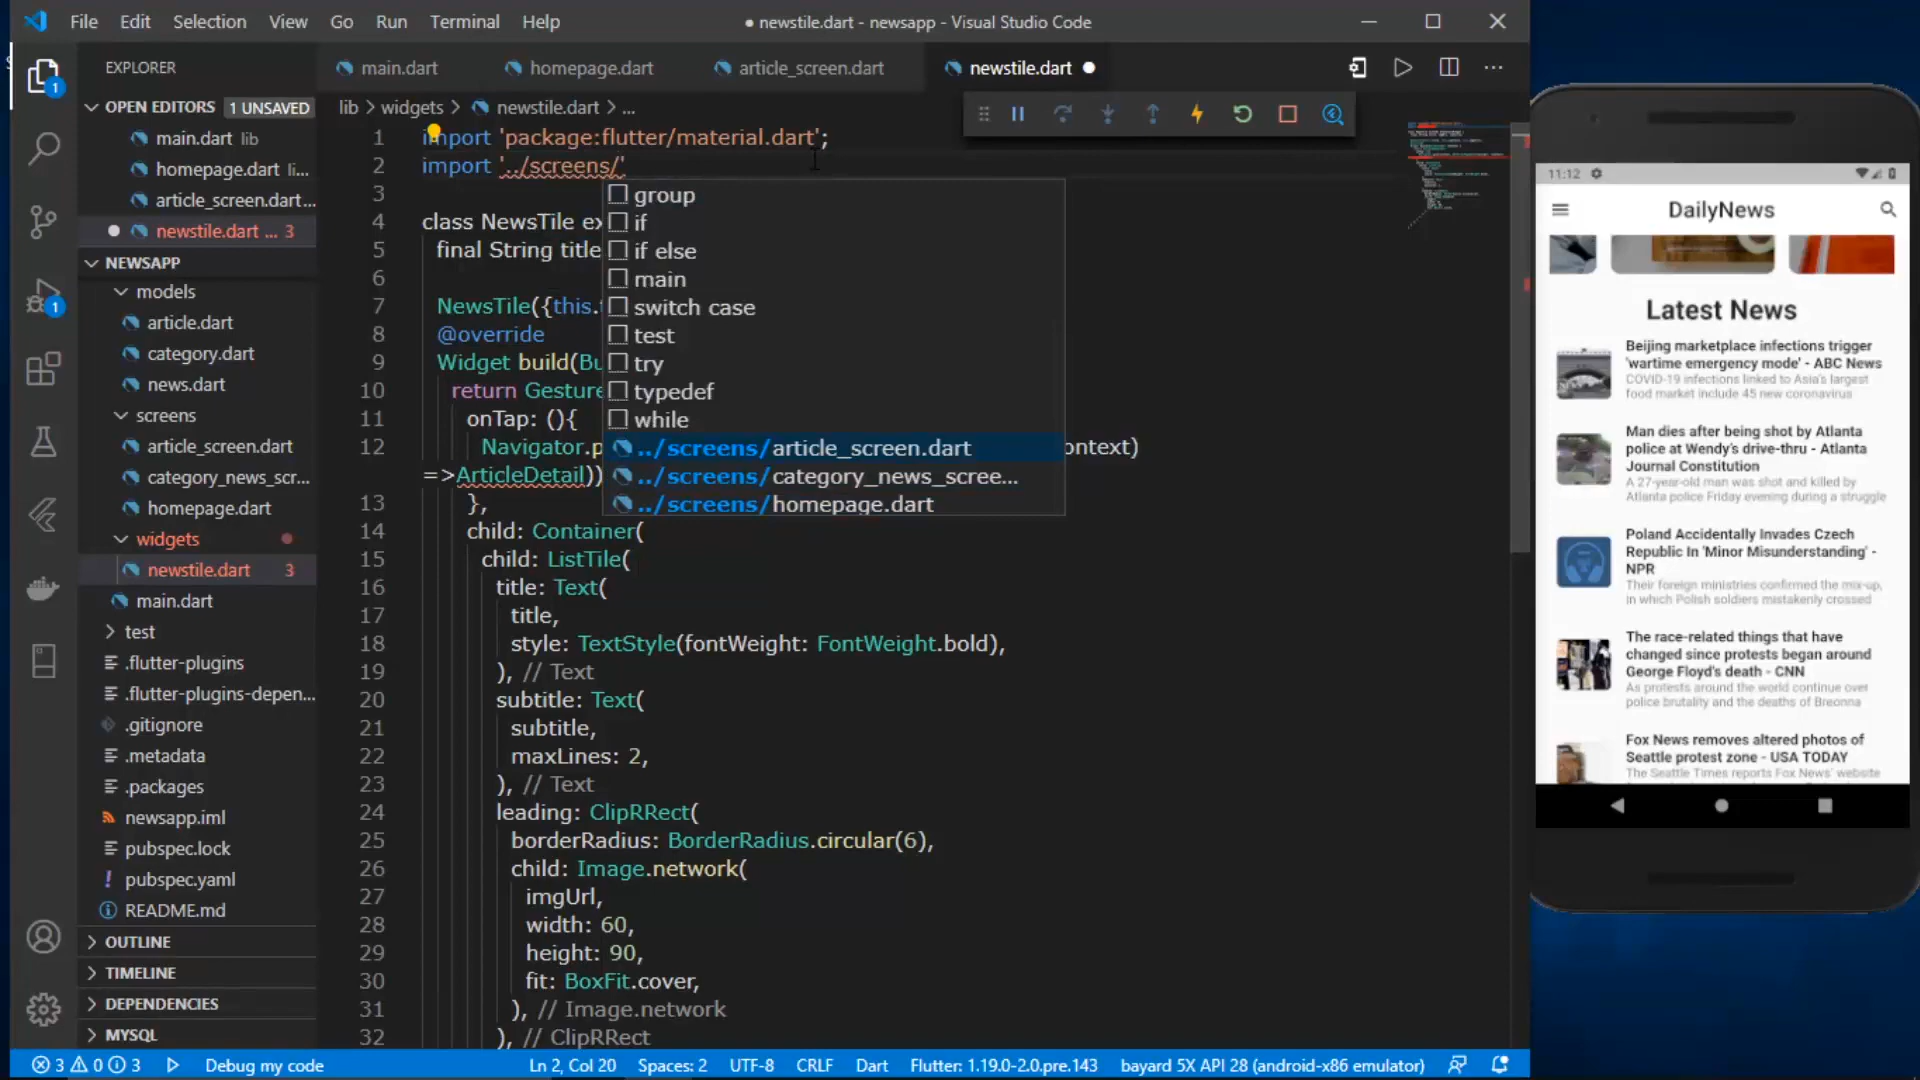 File Edit Selection View Go Run Terminal Help
● newstile.dart - newsapp - Visual Studio Code
EXPLORER
OPEN EDITORS 1 UNSAVED
main.dart lib
homepage.dart li...
article_screen.dart...
newstile.dart ... 3
NEWSAPP
models
article.dart
category.dart
news.dart
screens
article_screen.dart
category_news_scr...
homepage.dart
widgets
newstile.dart 3
main.dart
test
.flutter-plugins
.flutter-plugins-depen...
.gitignore
.metadata
.packages
newsapp.iml
pubspec.lock
pubspec.yaml
README.md
OUTLINE
TIMELINE
DEPENDENCIES
MYSQL
1
1
main.dart homepage.dart article_screen.dart newstile.dart
lib > widgets > newstile.dart > ...
1 import 'package:flutter/material.dart';
2 import '../screens/'
3
4 class NewsTile ex
5 final String title
6
7 NewsTile({this.
8 @override
9 Widget build(Bu
10 return Gesture
11 onTap: (){
12 Navigator.p ontext)
=>ArticleDetail))
13 },
14 child: Container(
15 child: ListTile(
16 title: Text(
17 title,
18 style: TextStyle(fontWeight: FontWeight.bold),
19 ), // Text
20 subtitle: Text(
21 subtitle,
22 maxLines: 2,
23 ), // Text
24 leading: ClipRRect(
25 borderRadius: BorderRadius.circular(6),
26 child: Image.network(
27 imgUrl,
28 width: 60,
29 height: 90,
30 fit: BoxFit.cover,
31 ), // Image.network
32 ), // ClipRRect
group
if
if else
main
switch case
test
try
typedef
while
../screens/article_screen.dart
../screens/category_news_scree...
../screens/homepage.dart
3 0 3 Debug my code Ln 2, Col 20 Spaces: 2 UTF-8 CRLF Dart Flutter: 1.19.0-2.0.pre.143 bayard 5X API 28 (android-x86 emulator)
11:12
DailyNews
Latest News
Beijing marketplace infections trigger
'wartime emergency mode' - ABC News
COVID-19 infections linked to Asia's largest
food market include 45 new coronavirus
Man dies after being shot by Atlanta
police at Wendy's drive-thru - Atlanta
Journal Constitution
A 27-year-old man was shot and killed by
Atlanta police Friday evening during a struggle
Poland Accidentally Invades Czech
Republic In 'Minor Misunderstanding' -
NPR
Their foreign ministries confirmed the mix-up,
in which Polish soldiers mistakenly crossed
The race-related things that have
changed since protests began around
George Floyd's death - CNN
As protests around the world continue over
police brutality and the deaths of Breonna
Fox News removes altered photos of
Seattle protest zone - USA TODAY
The Seattle Times reports Fox News' website